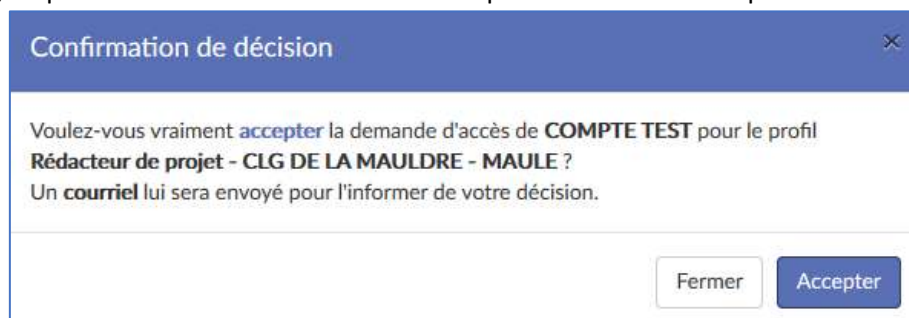 Confirmation de décision
×
Voulez-vous vraiment accepter la demande d'accès de COMPTE TEST pour le profil
Rédacteur de projet - CLG DE LA MAULDRE - MAULE ?
Un courriel lui sera envoyé pour l'informer de votre décision.
Fermer
Accepter